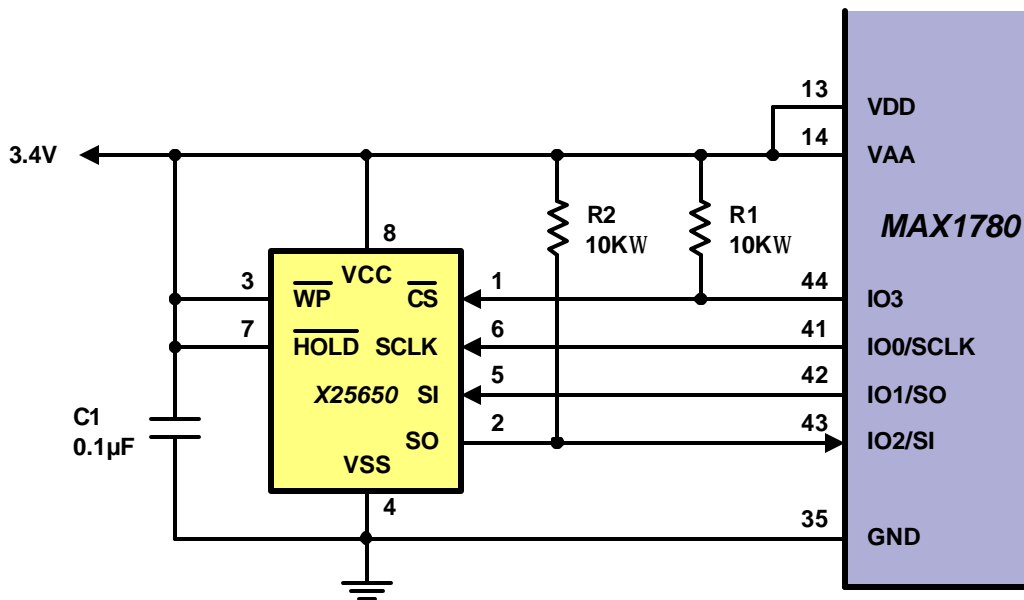 13
VDD
14
3.4V
VAA
MAX1780
R2
10KW
R1
10KW
8
VCC
3
WP
CS
1
44
IO3
7
HOLD
SCLK
6
41
IO0/SCLK
X25650
SI
5
42
IO1/SO
C1
0.1µF
SO
2
43
IO2/SI
VSS
4
35
GND